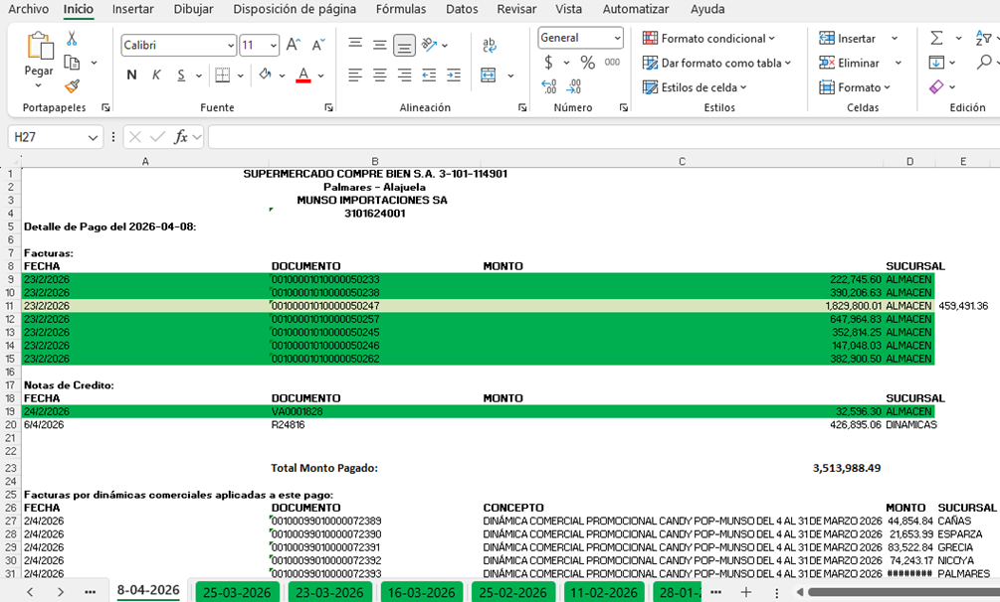 Archivo Inicio Insertar Dibujar Disposición de página Fórmulas Datos Revisar Vista Automatizar Ayuda
Pegar
Portapapeles
Calibri 11
N K S
Fuente
Alineación
General
$ % 000
Número
Formato condicional
Dar formato como tabla
Estilos de celda
Estilos
Insertar
Eliminar
Formato
Celdas
Edición
H27 fx
A B C D E
1 SUPERMERCADO COMPRE BIEN S.A. 3-101-114901
2 Palmares - Alajuela
3 MUNSO IMPORTACIONES SA
4 3101624001
5 Detalle de Pago del 2026-04-08:
6
7 Facturas:
8 FECHA DOCUMENTO MONTO SUCURSAL
9 23/2/2026 00100001010000050233 222,745.60 ALMACEN
10 23/2/2026 00100001010000050238 390,206.63 ALMACEN
11 23/2/2026 00100001010000050247 1,829,800.01 ALMACEN 459,491.36
12 23/2/2026 00100001010000050257 647,964.83 ALMACEN
13 23/2/2026 00100001010000050245 352,814.25 ALMACEN
14 23/2/2026 00100001010000050246 147,048.03 ALMACEN
15 23/2/2026 00100001010000050262 382,900.50 ALMACEN
16
17 Notas de Credito:
18 FECHA DOCUMENTO MONTO SUCURSAL
19 24/2/2026 VA0001828 32,596.30 ALMACEN
20 6/4/2026 R24816 426,895.06 DINAMICAS
21
22
23 Total Monto Pagado: 3,513,988.49
24
25 Facturas por dinámicas comerciales aplicadas a este pago:
26 FECHA DOCUMENTO CONCEPTO MONTO SUCURSAL
27 2/4/2026 00100099010000072389 DINÁMICA COMERCIAL PROMOCIONAL CANDY POP-MUNSO DEL 4 AL 31 DE MARZO 2026 44,854.84 CAÑAS
28 2/4/2026 00100099010000072390 DINÁMICA COMERCIAL PROMOCIONAL CANDY POP-MUNSO DEL 4 AL 31 DE MARZO 2026 21,653.99 ESPARZA
29 2/4/2026 00100099010000072391 DINÁMICA COMERCIAL PROMOCIONAL CANDY POP-MUNSO DEL 4 AL 31 DE MARZO 2026 83,522.84 GRECIA
30 2/4/2026 00100099010000072392 DINÁMICA COMERCIAL PROMOCIONAL CANDY POP-MUNSO DEL 4 AL 31 DE MARZO 2026 74,243.17 NICOYA
31 2/4/2026 00100099010000072393 DINÁMICA COMERCIAL PROMOCIONAL CANDY POP-MUNSO DEL 4 AL 31 DE MARZO 2026 ######## PALMARES
8-04-2026 25-03-2026 23-03-2026 16-03-2026 25-02-2026 11-02-2026 28-01-